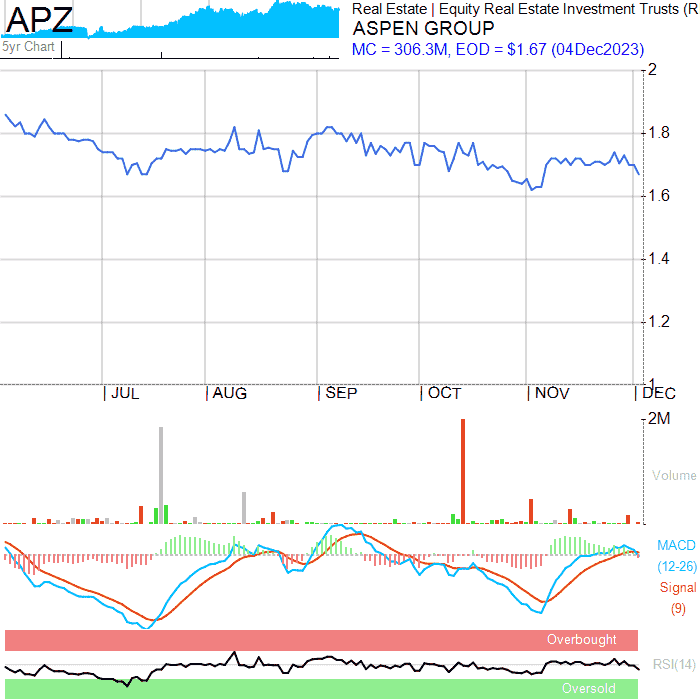 APZ
5yr Chart
Real Estate | Equity Real Estate Investment Trusts (R
ASPEN GROUP
MC = 306.3M, EOD = $1.67 (04Dec2023)
2
1.8
1.6
1.4
1.2
1
JUL AUG SEP OCT NOV DEC
2M
Volume
MACD
(12-26)
Signal
(9)
Overbought
RSI(14)
Oversold